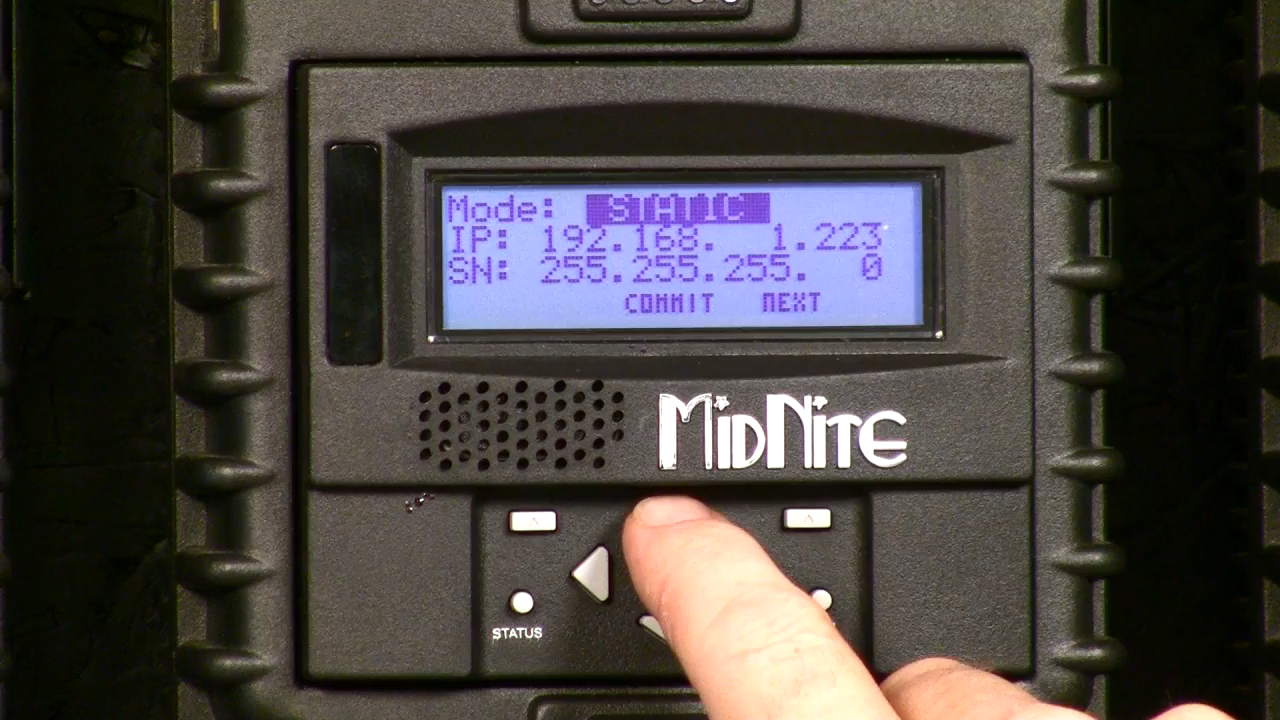 Mode: STATIC
IP: 192.168. 1.223
SN: 255.255.255. 0
COMMIT NEXT
MIDNITE
STATUS